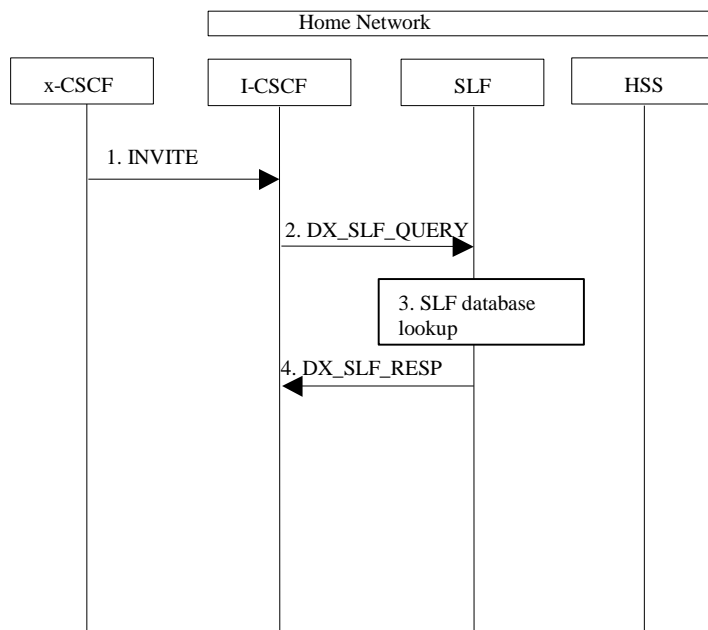 Home Network
x-CSCF
I-CSCF
SLF
HSS
1. INVITE
2. DX_SLF_QUERY
3. SLF database
lookup
4. DX_SLF_RESP